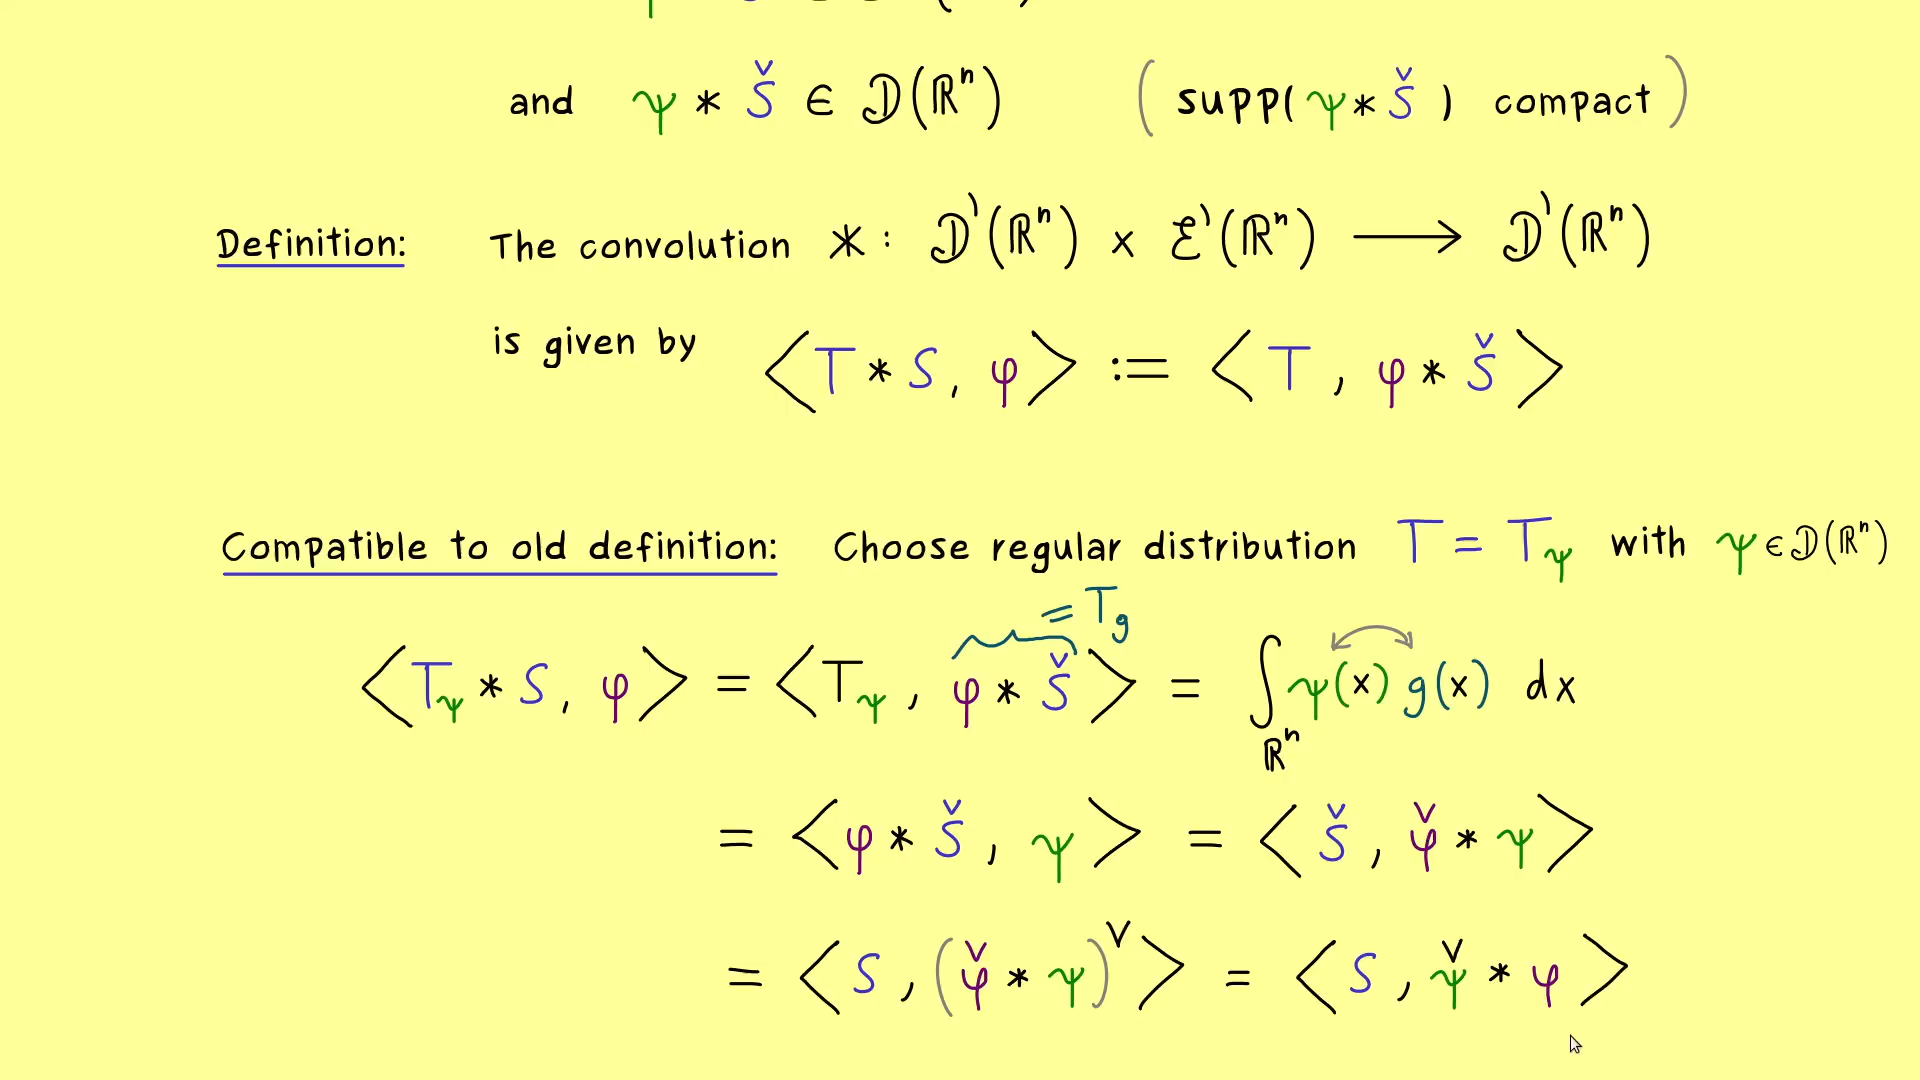 and ψ * Š ∈ 𝒟(ℝⁿ) ( supp( ψ * Š ) compact )
Definition: The convolution * : 𝒟'(ℝⁿ) × ℰ'(ℝⁿ) ⟶ 𝒟'(ℝⁿ)
is given by ⟨T * S, φ⟩ := ⟨T, φ * Š⟩
Compatible to old definition: Choose regular distribution T = T_ψ with ψ ∈ 𝒟(ℝⁿ)
= T_g
⟨T_ψ * S, φ⟩ = ⟨T_ψ, φ * Š⟩ = ∫_ℝⁿ ψ(x) g(x) dx
= ⟨φ * Š, ψ⟩ = ⟨Š, φ̌ * ψ⟩
= ⟨S, (φ̌ * ψ)ˇ⟩ = ⟨S, ψ̌ * φ⟩